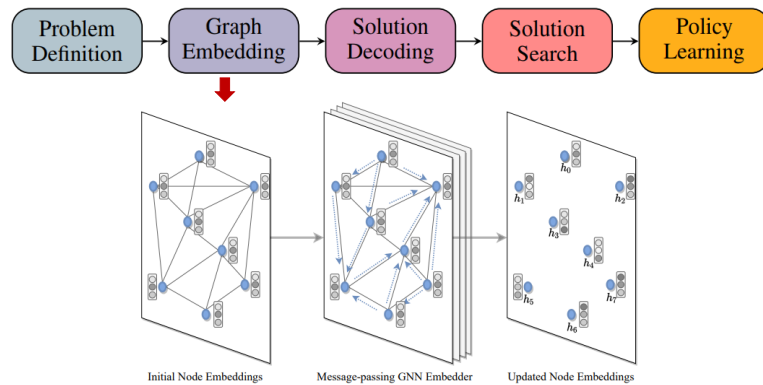 Problem
Definition
Graph
Embedding
Solution
Decoding
Solution
Search
Policy
Learning
h0
h1
h2
h3
h4
h5
h6
h7
Initial Node Embeddings
Message-passing GNN Embedder
Updated Node Embeddings